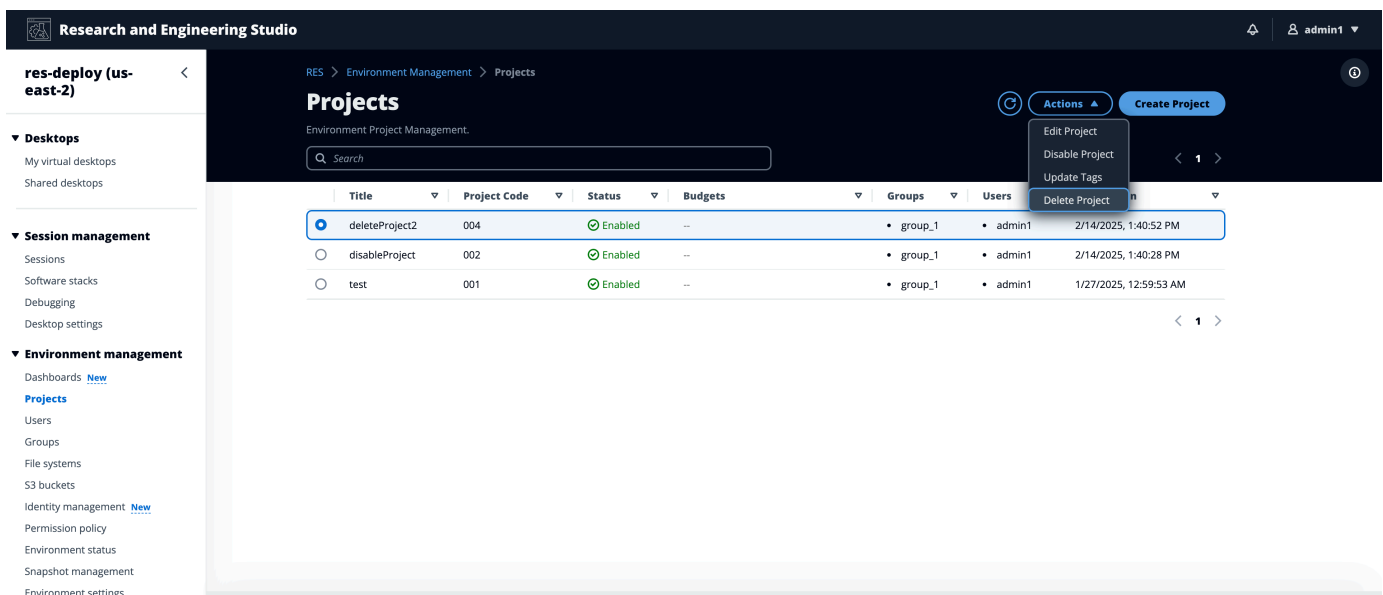 Research and Engineering Studio
admin1
res-deploy (us-east-2)
Desktops
My virtual desktops
Shared desktops
Session management
Sessions
Software stacks
Debugging
Desktop settings
Environment management
Dashboards New
Projects
Users
Groups
File systems
S3 buckets
Identity management New
Permission policy
Environment status
Snapshot management
Environment settings
RES > Environment Management > Projects
Projects
Environment Project Management.
Search
Actions
Create Project
Edit Project
Disable Project
Update Tags
Delete Project
< 1 >
Title Project Code Status Budgets Groups Users
deleteProject2 004 Enabled -- • group_1 • admin1 2/14/2025, 1:40:52 PM
disableProject 002 Enabled -- • group_1 • admin1 2/14/2025, 1:40:28 PM
test 001 Enabled -- • group_1 • admin1 1/27/2025, 12:59:53 AM
< 1 >